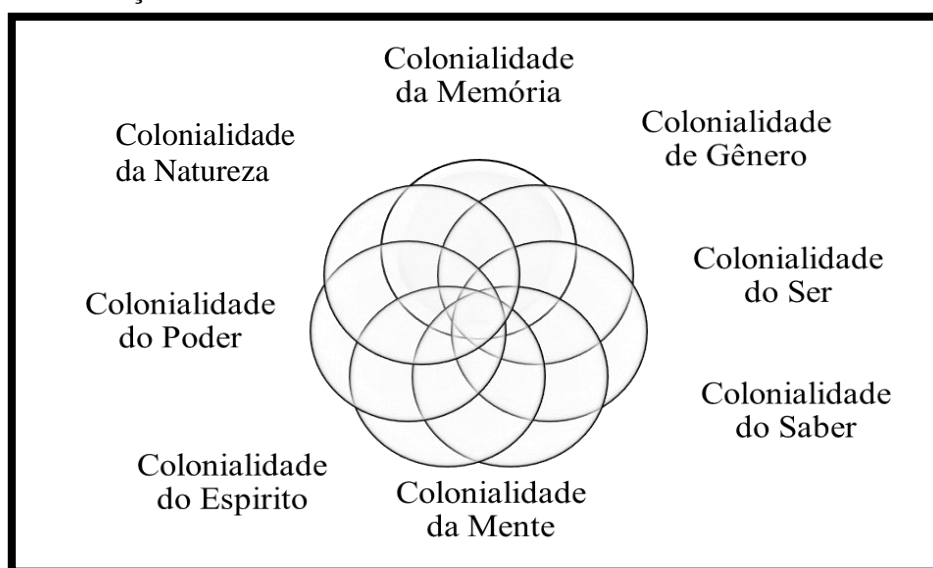 Colonialidade
da Memória
Colonialidade
de Gênero
Colonialidade
da Natureza
Colonialidade
do Ser
Colonialidade
do Poder
Colonialidade
do Saber
Colonialidade
do Espirito
Colonialidade
da Mente